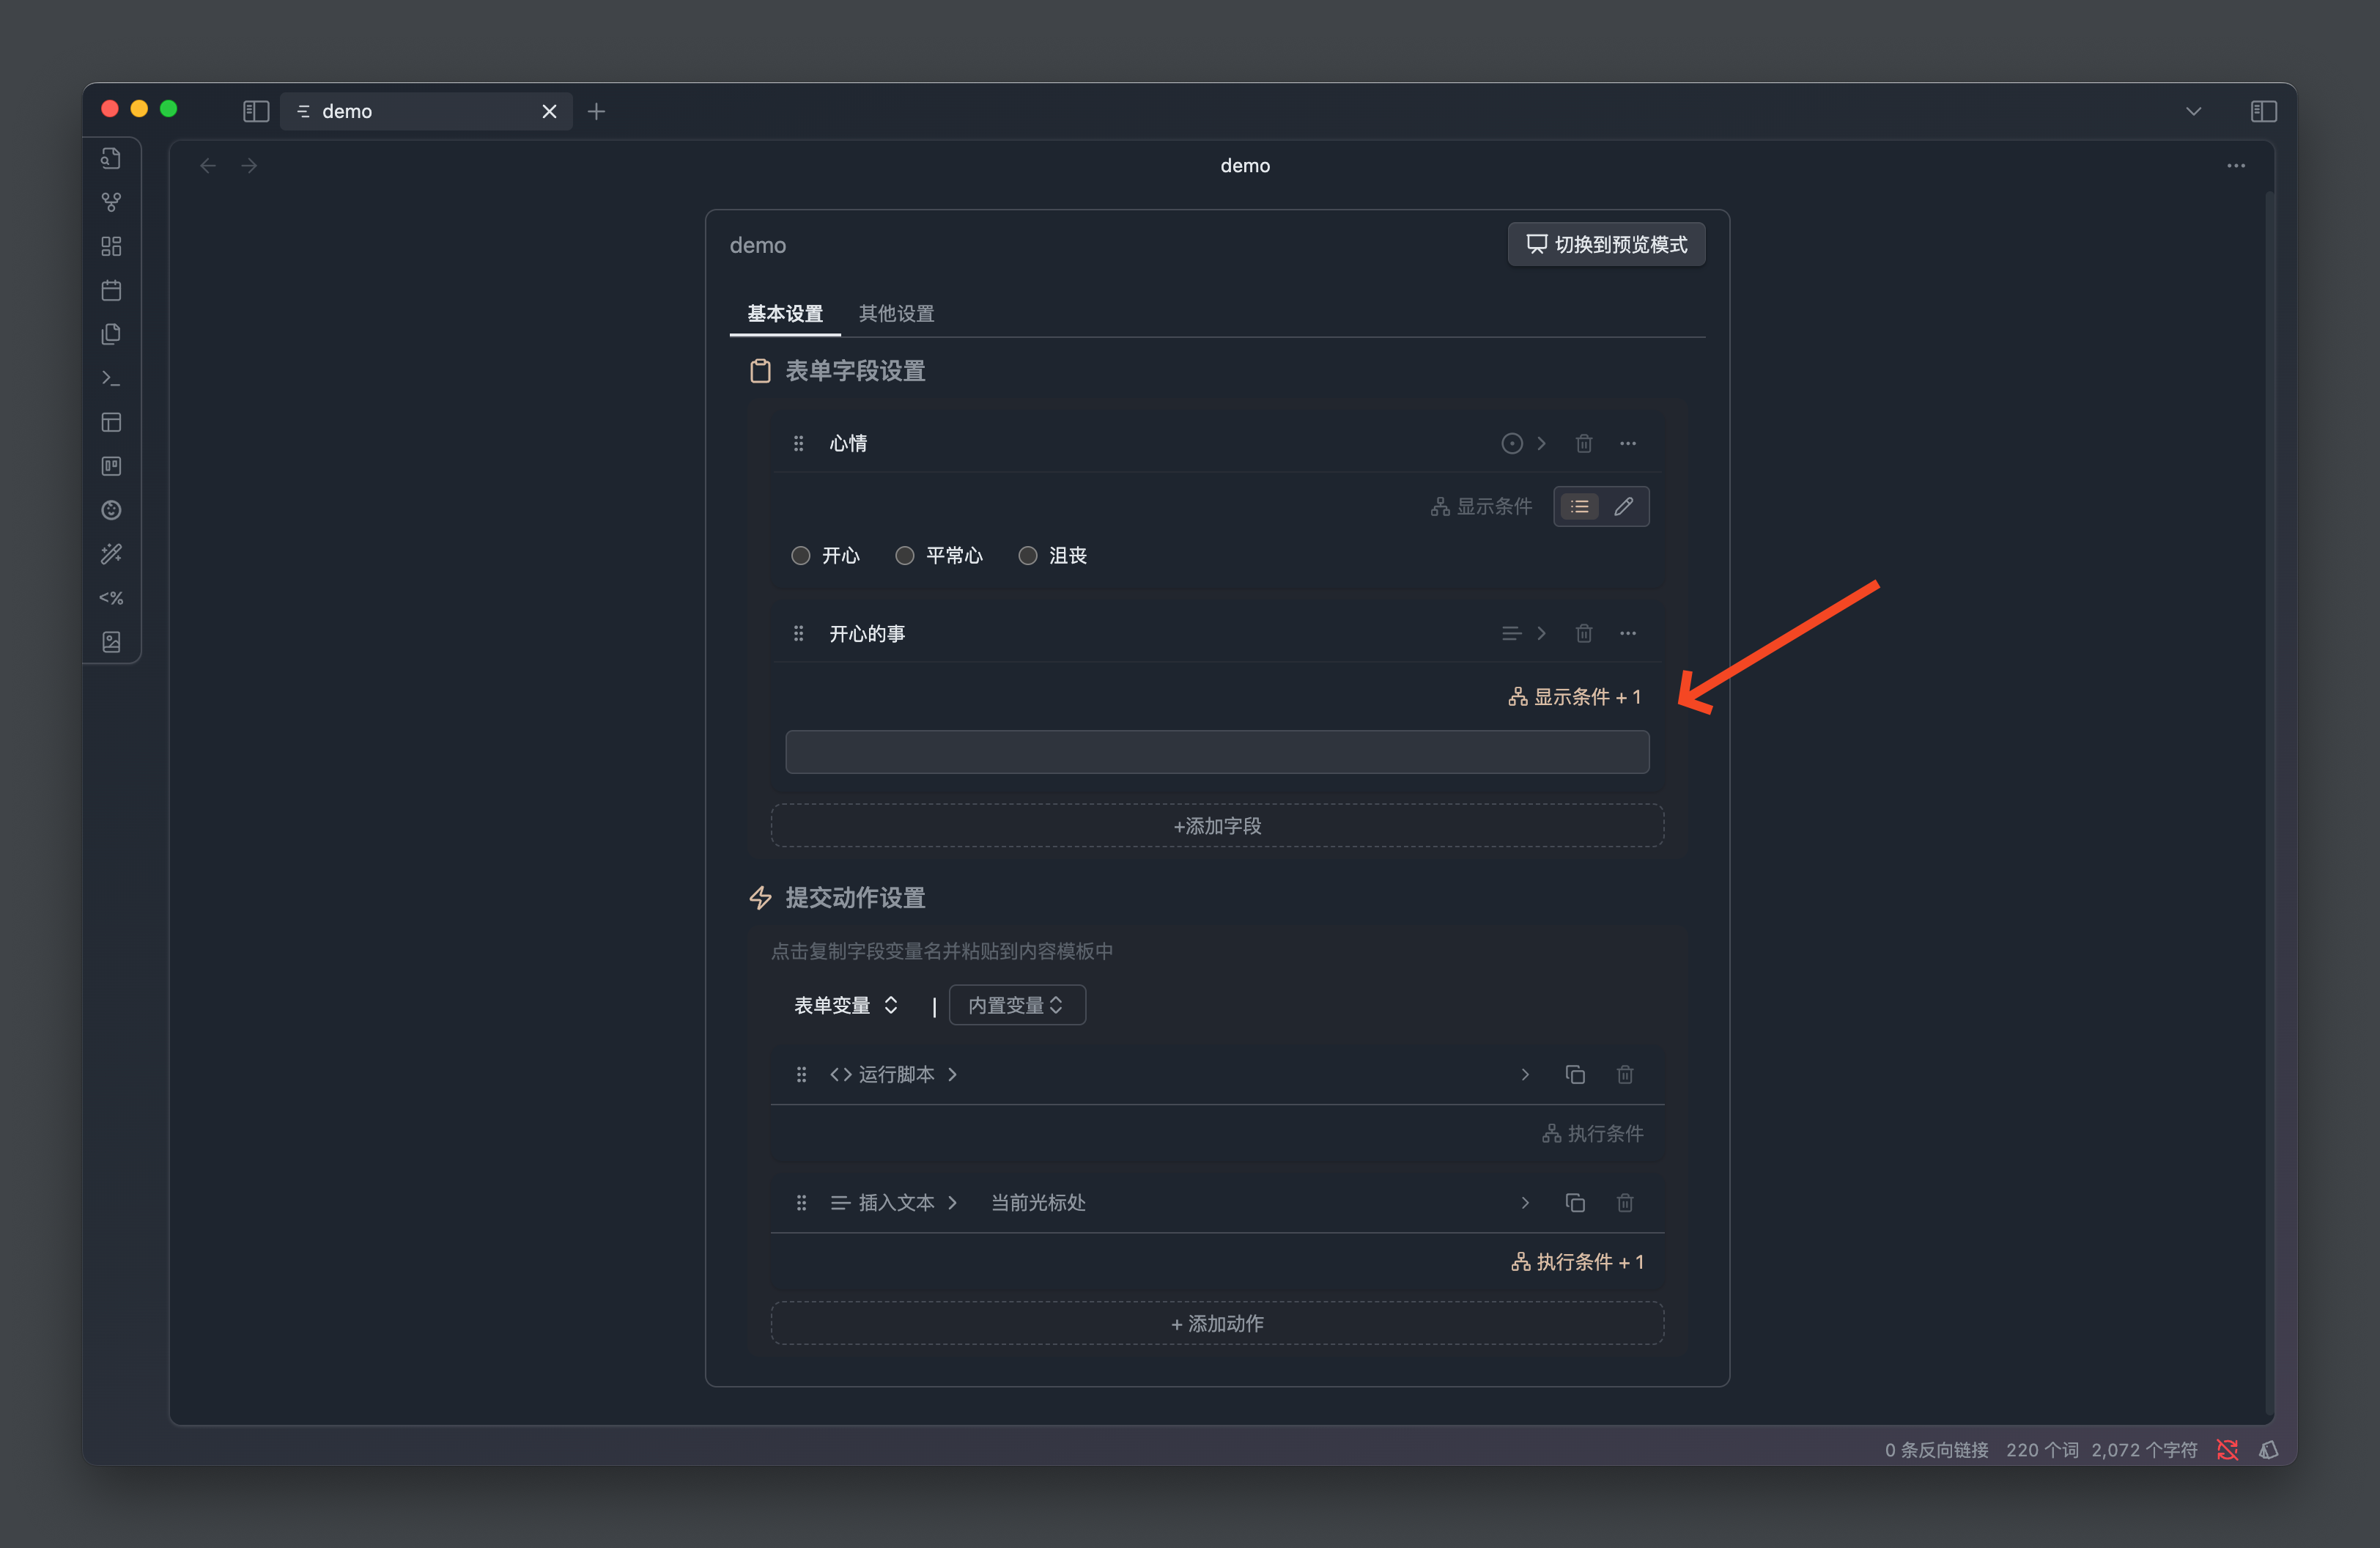 demo
demo
demo
切换到预览模式
基本设置 其他设置
表单字段设置
心情
显示条件
开心 平常心 沮丧
开心的事
显示条件 + 1
+添加字段
提交动作设置
点击复制字段变量名并粘贴到内容模板中
表单变量 | 内置变量
运行脚本
执行条件
插入文本 当前光标处
执行条件 + 1
+ 添加动作
0 条反向链接 220 个词 2,072 个字符